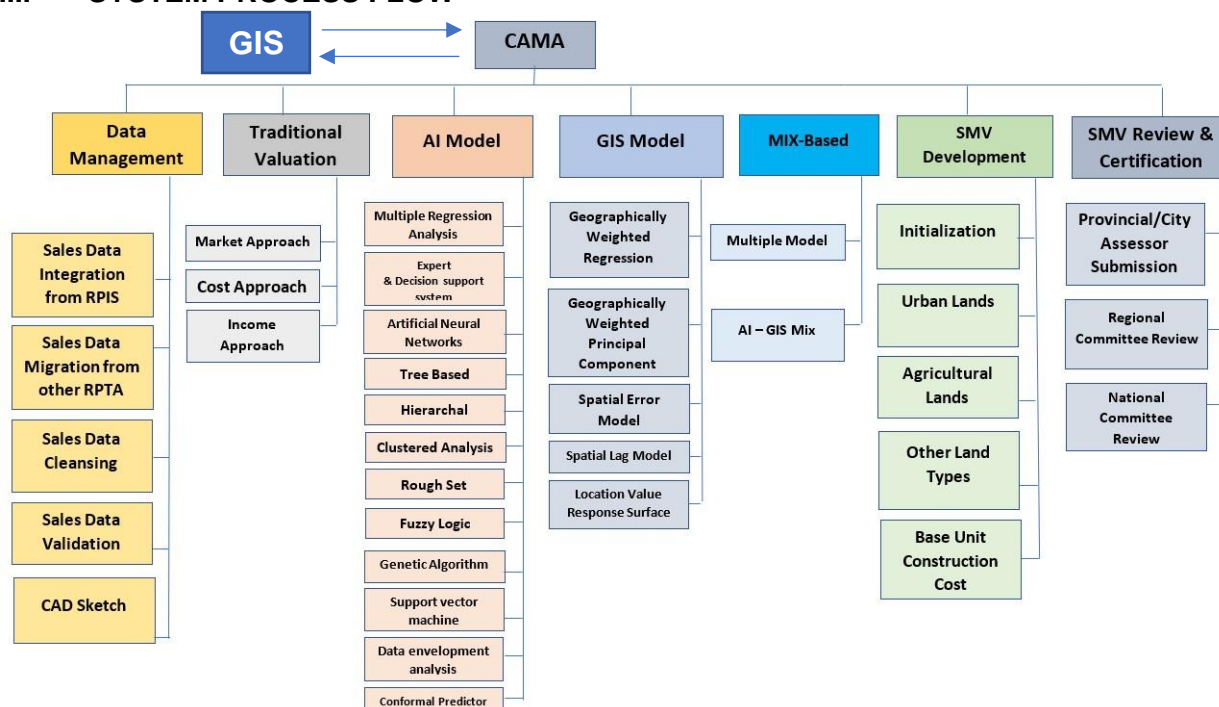 SYSTEM PROCESS FLOW
GIS
CAMA
Data
Management
Traditional
Valuation
AI Model
GIS Model
MIX-Based
SMV
Development
SMV Review &
Certification
Sales Data
Integration
from RPIS
Sales Data
Migration from
other RPTA
Sales Data
Cleansing
Sales Data
Validation
CAD Sketch
Market Approach
Cost Approach
Income
Approach
Multiple Regression
Analysis
Expert
& Decision support
system
Artificial Neural
Networks
Tree Based
Hierarchal
Clustered Analysis
Rough Set
Fuzzy Logic
Genetic Algorithm
Support vector
machine
Data envelopment
analysis
Conformal Predictor
Geographically
Weighted
Regression
Geographically
Weighted
Principal
Component
Spatial Error
Model
Spatial Lag Model
Location Value
Response Surface
Multiple Model
AI – GIS Mix
Initialization
Urban Lands
Agricultural
Lands
Other Land
Types
Base Unit
Construction
Cost
Provincial/City
Assessor
Submission
Regional
Committee Review
National
Committee
Review